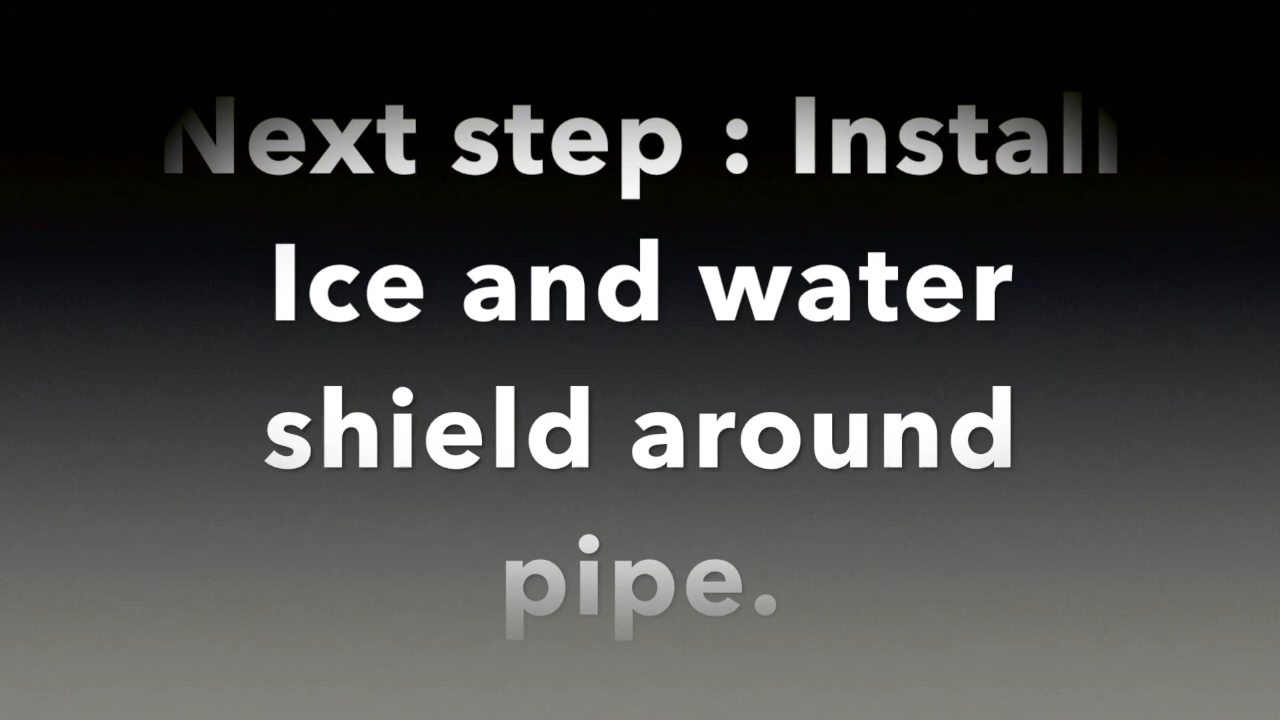 Next step : Install
Ice and water
shield around
pipe.